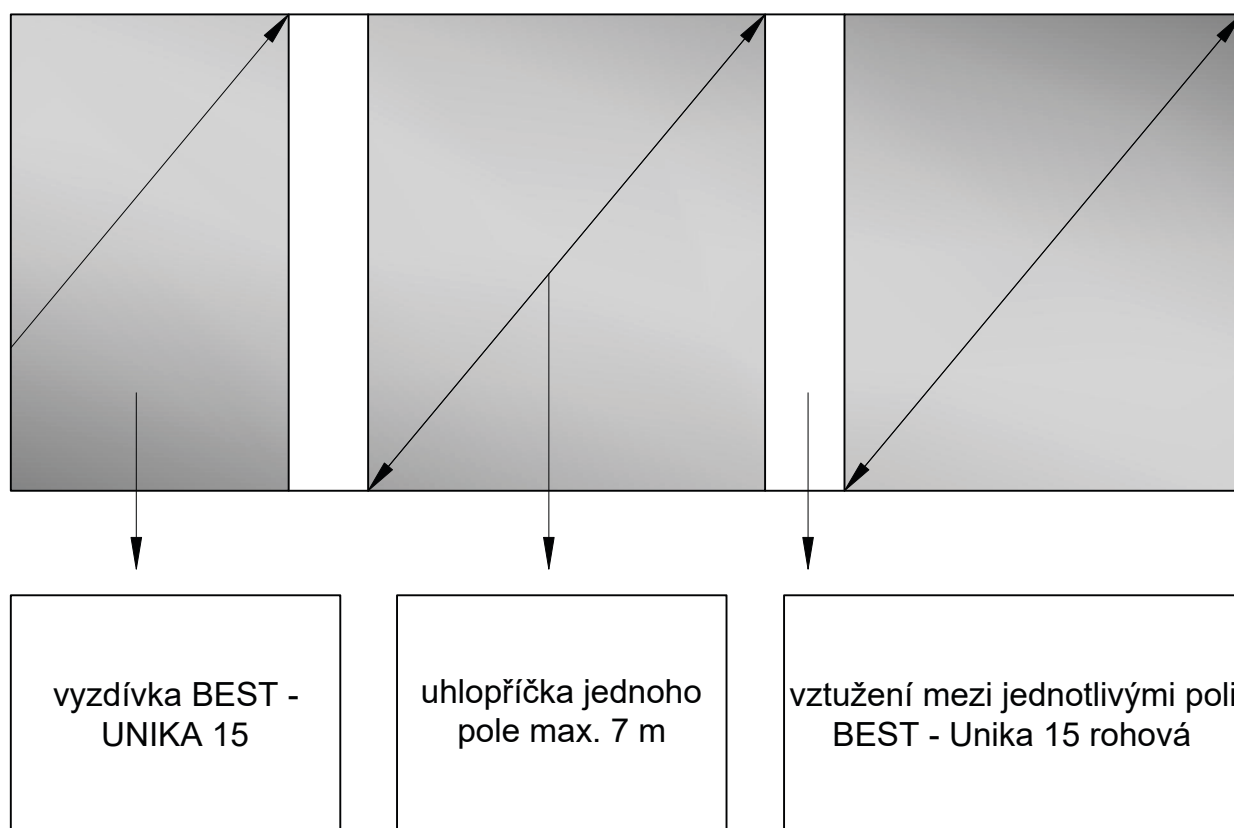 vyzdívka BEST -
UNIKA 15
uhlopříčka jednoho
pole max. 7 m
vztužení mezi jednotlivými poli
BEST - Unika 15 rohová